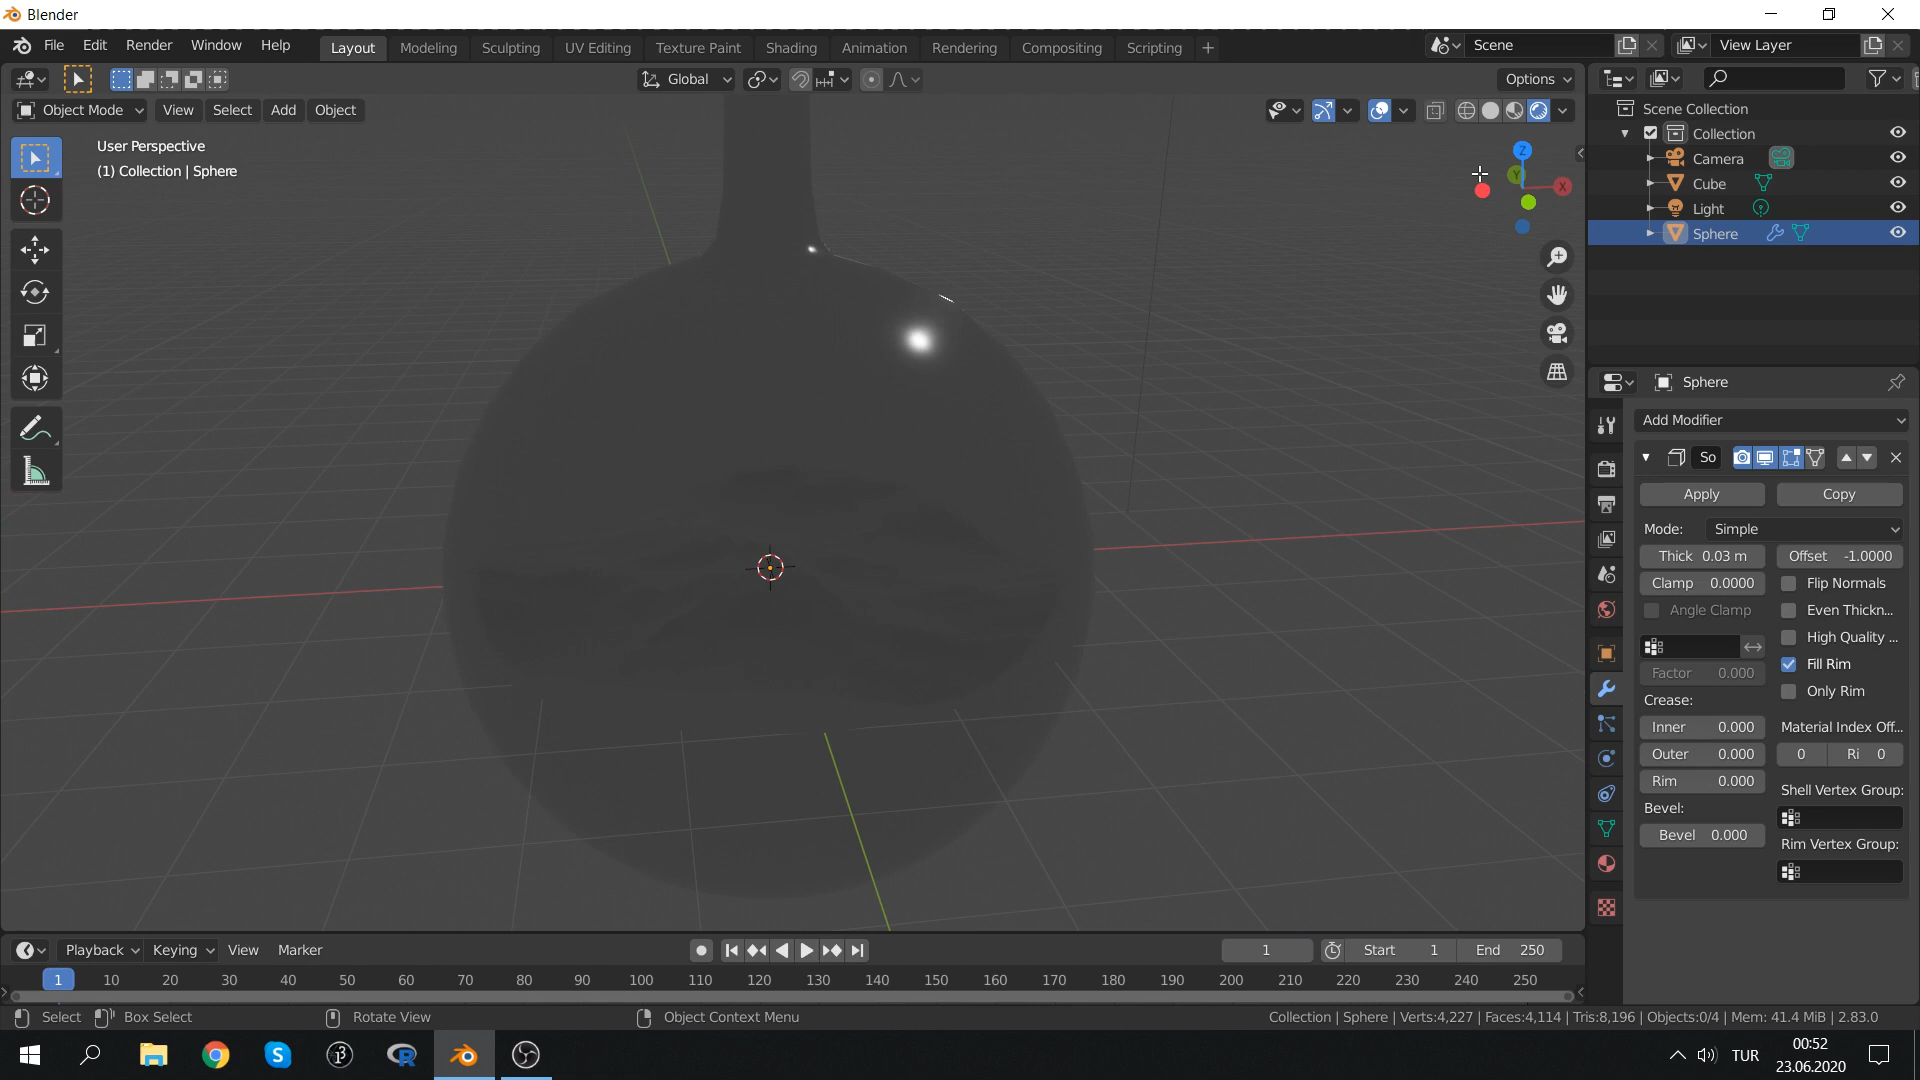 Blender
File Edit Render Window Help Layout Modeling Sculpting UV Editing Texture Paint Shading Animation Rendering Compositing Scripting + Scene View Layer
Global Options
Object Mode View Select Add Object
User Perspective
(1) Collection | Sphere
Z
Y
X
Scene Collection
Collection
Camera
Cube
Light
Sphere
Sphere
Add Modifier
So
Apply Copy
Mode: Simple
Thick 0.03 m Offset -1.0000
Clamp 0.0000 Flip Normals
Angle Clamp Even Thickn...
High Quality ...
Fill Rim
Factor 0.000
Only Rim
Crease:
Inner 0.000 Material Index Off...
Outer 0.000 0 Ri 0
Rim 0.000
Shell Vertex Group:
Bevel:
Bevel 0.000
Rim Vertex Group:
Playback Keying View Marker 1 Start 1 End 250
1 10 20 30 40 50 60 70 80 90 100 110 120 130 140 150 160 170 180 190 200 210 220 230 240 250
Select Box Select Rotate View Object Context Menu Collection | Sphere | Verts:4,227 | Faces:4,114 | Tris:8,196 | Objects:0/4 | Mem: 41.4 MiB | 2.83.0
TUR
00:52
23.06.2020